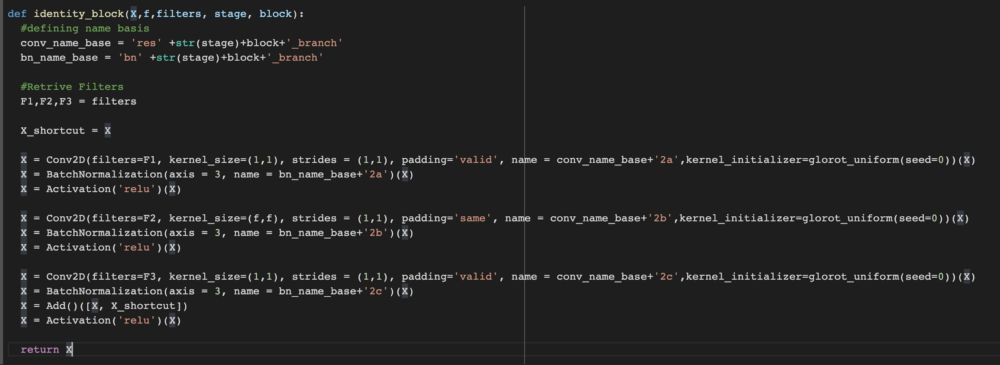 def identity_block(X,f,filters, stage, block):
  #defining name basis
  conv_name_base = 'res' +str(stage)+block+'_branch'
  bn_name_base = 'bn' +str(stage)+block+'_branch'

  #Retrive Filters
  F1,F2,F3 = filters

  X_shortcut = X

  X = Conv2D(filters=F1, kernel_size=(1,1), strides = (1,1), padding='valid', name = conv_name_base+'2a',kernel_initializer=glorot_uniform(seed=0))(X)
  X = BatchNormalization(axis = 3, name = bn_name_base+'2a')(X)
  X = Activation('relu')(X)

  X = Conv2D(filters=F2, kernel_size=(f,f), strides = (1,1), padding='same', name = conv_name_base+'2b',kernel_initializer=glorot_uniform(seed=0))(X)
  X = BatchNormalization(axis = 3, name = bn_name_base+'2b')(X)
  X = Activation('relu')(X)

  X = Conv2D(filters=F3, kernel_size=(1,1), strides = (1,1), padding='valid', name = conv_name_base+'2c',kernel_initializer=glorot_uniform(seed=0))(X)
  X = BatchNormalization(axis = 3, name = bn_name_base+'2c')(X)
  X = Add()([X, X_shortcut])
  X = Activation('relu')(X)

  return X